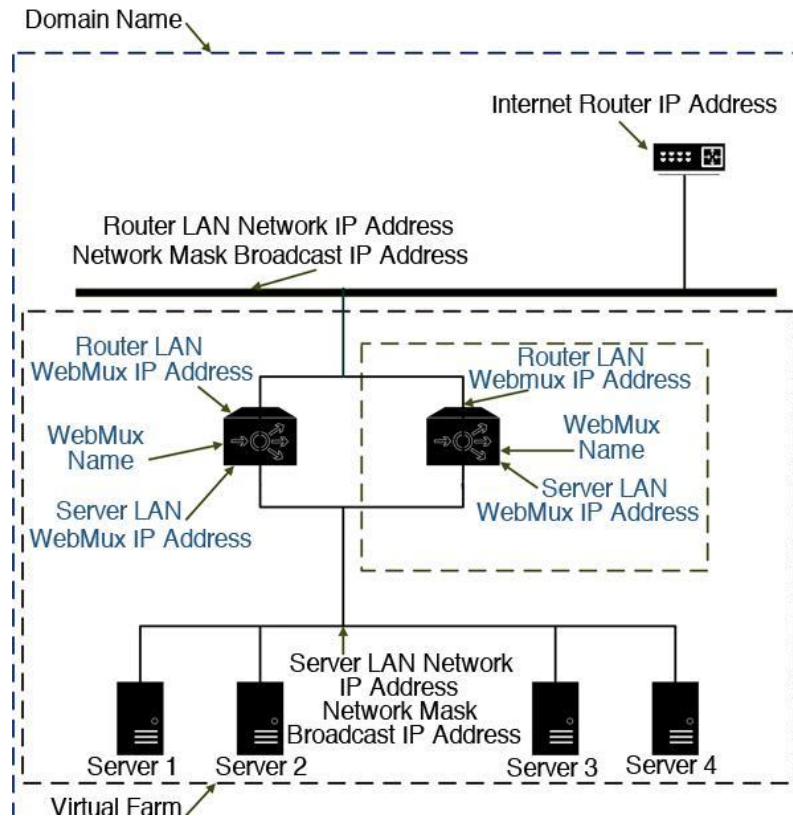 Domain Name
Internet Router IP Address
Router LAN Network IP Address
Network Mask Broadcast IP Address
Router LAN
WebMux IP Address
WebMux
Name
Server LAN
WebMux IP Address
Router LAN
Webmux IP Address
WebMux
Name
Server LAN
WebMux IP Address
Server LAN Network
IP Address
Network Mask
Broadcast IP Address
Server 1
Server 2
Server 3
Server 4
Virtual Farm